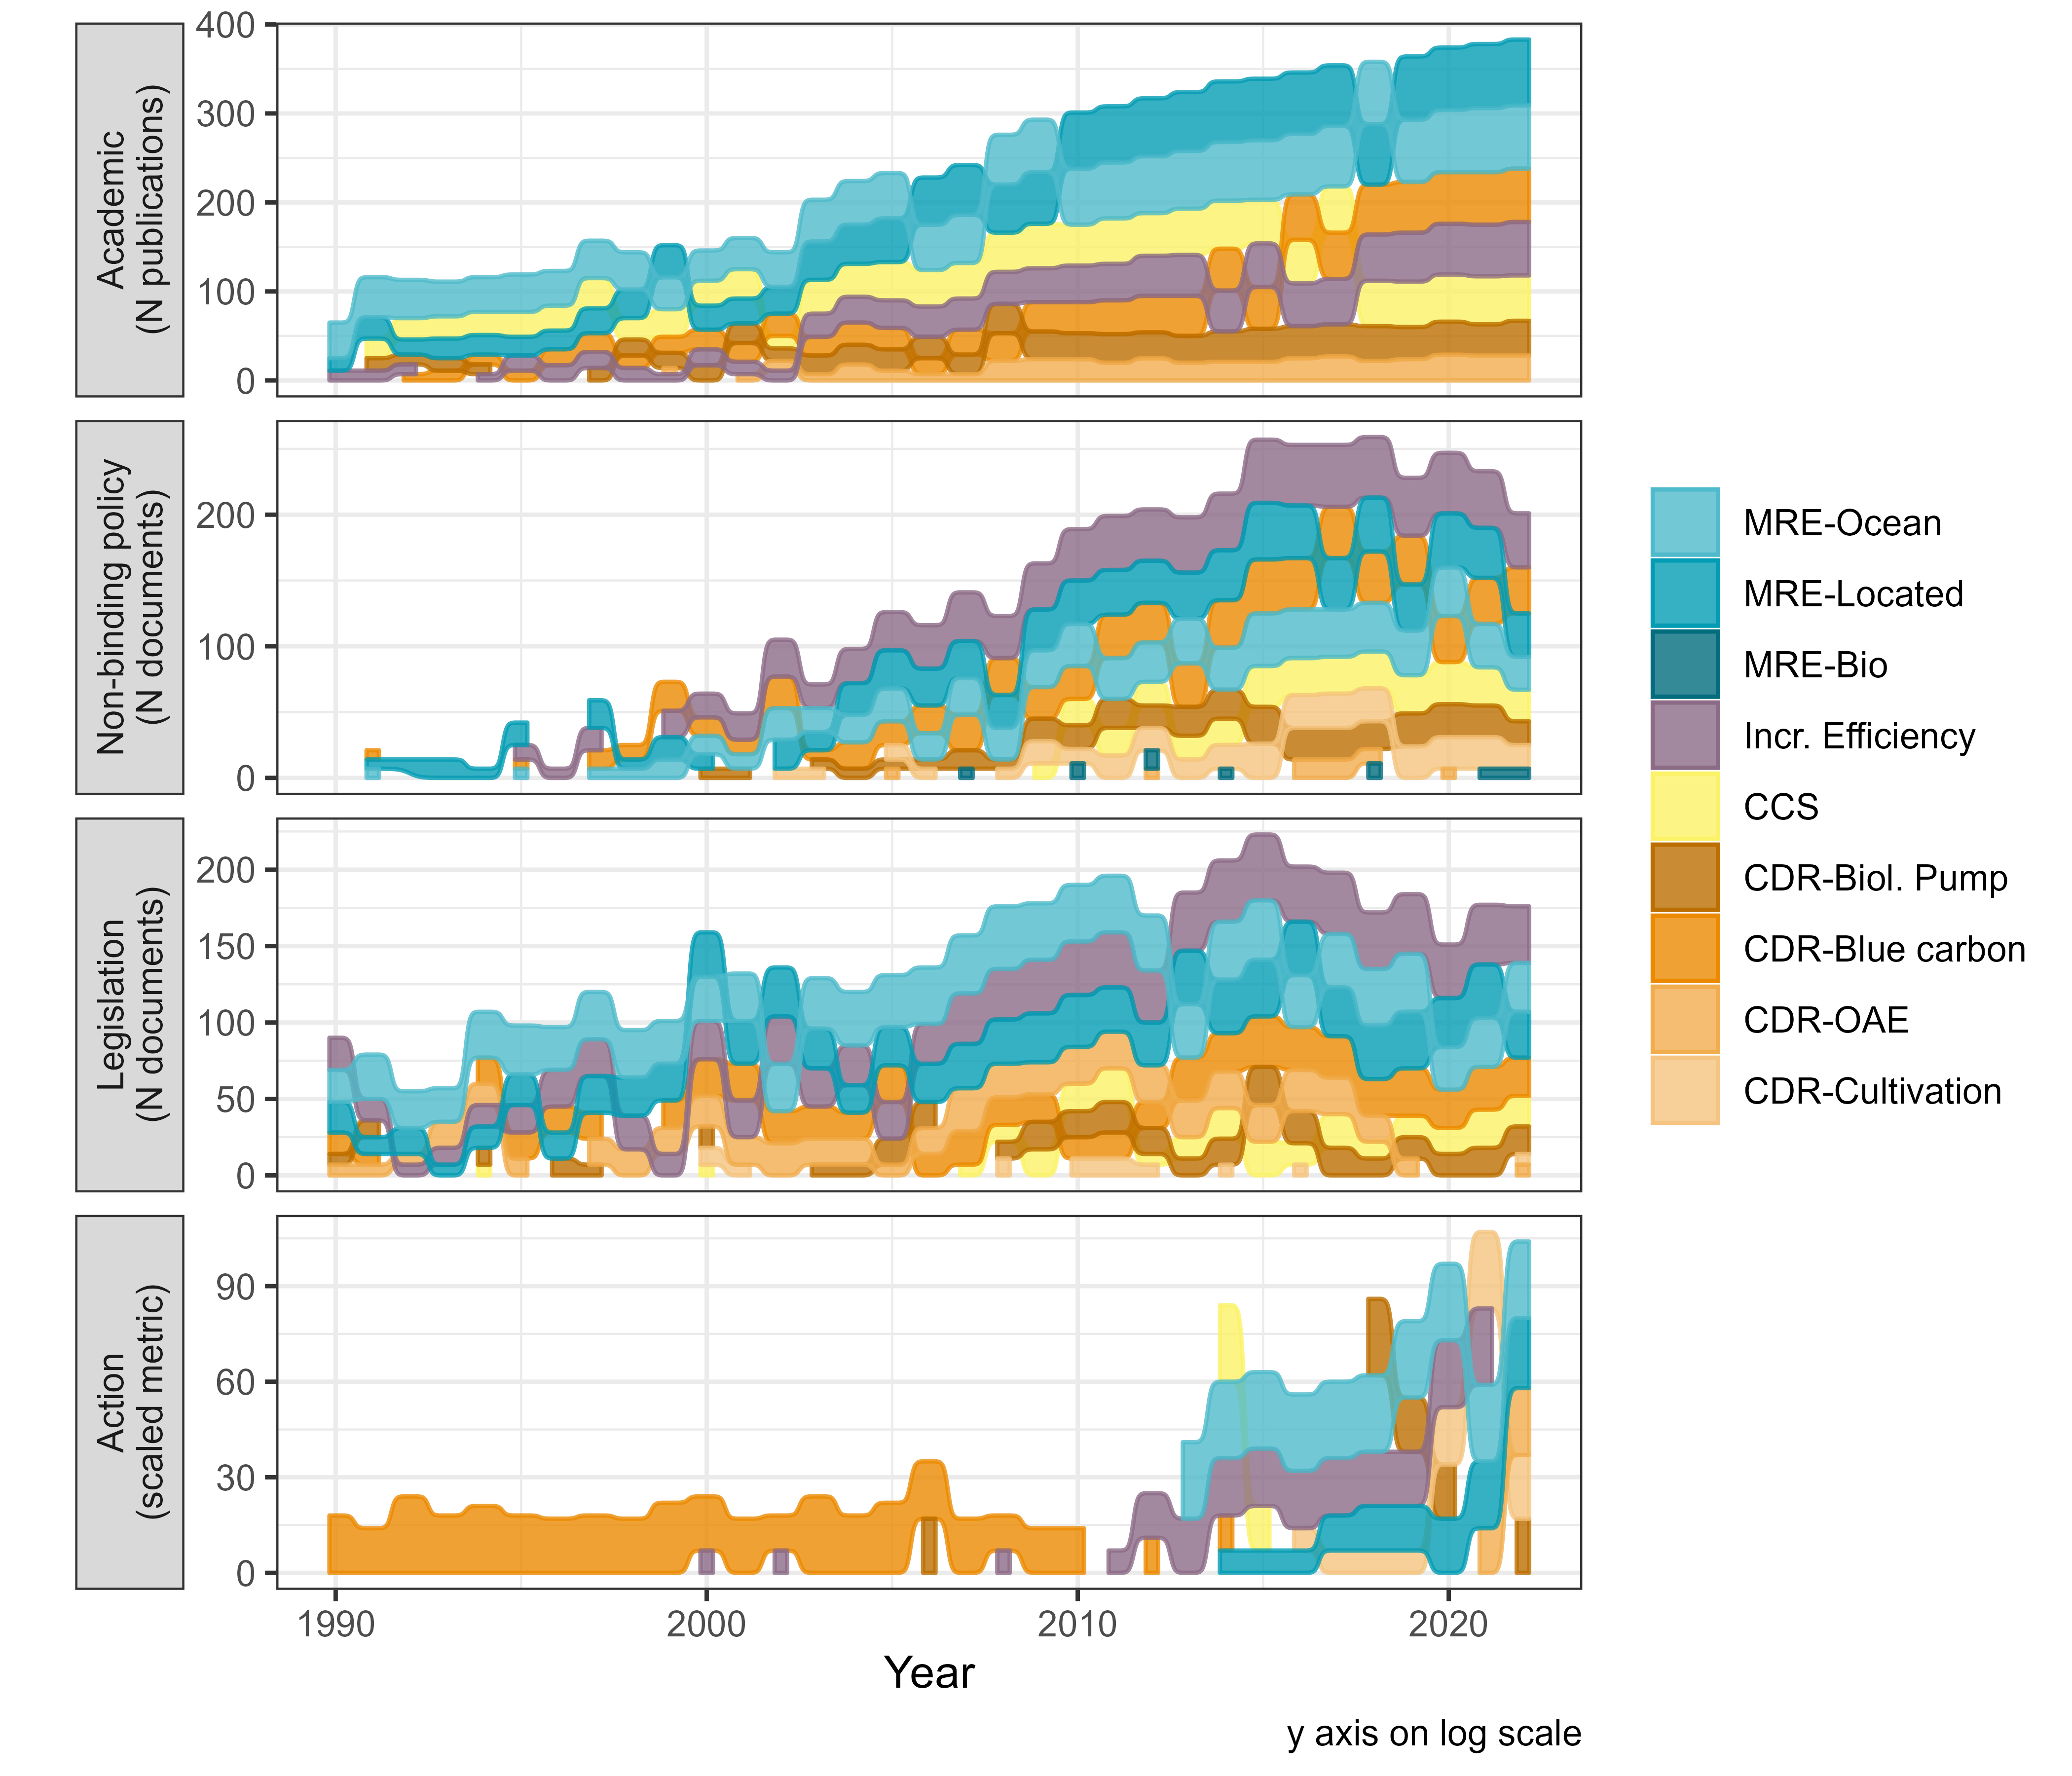 Academic
(N publications)
400
300
200
100
0
Non-binding policy
(N documents)
200
100
0
Legislation
(N documents)
200
150
100
50
0
Action
(scaled metric)
90
60
30
0
1990
2000
2010
2020
Year
y axis on log scale
MRE-Ocean
MRE-Located
MRE-Bio
Incr. Efficiency
CCS
CDR-Biol. Pump
CDR-Blue carbon
CDR-OAE
CDR-Cultivation